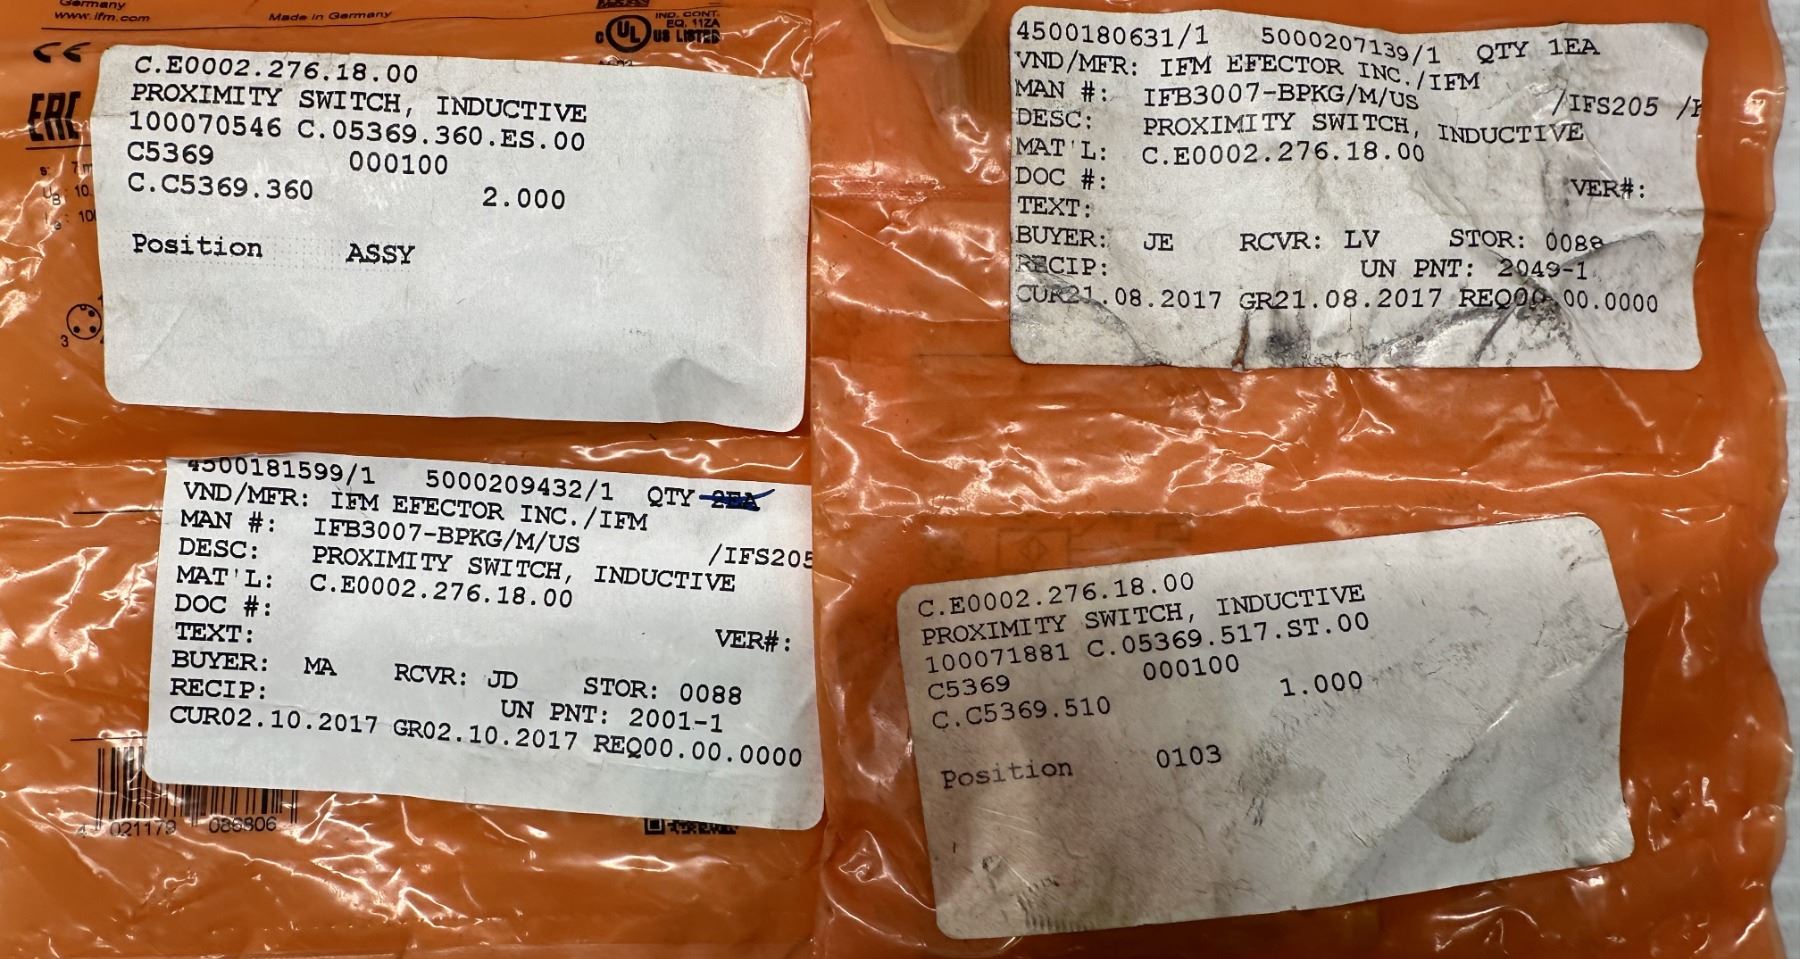 Germany
www.ifm.com
Made in Germany
C UL US LISTED
IND. CONT.
EQ. 11ZA
CE
EAC
3
C.E0002.276.18.00
PROXIMITY SWITCH, INDUCTIVE
100070546 C.05369.360.ES.00
C5369 000100
C.C5369.360 2.000
Position ASSY
4500180631/1 5000207139/1 QTY 1EA
VND/MFR: IFM EFECTOR INC./IFM
MAN #: IFB3007-BPKG/M/US /IFS205
DESC: PROXIMITY SWITCH, INDUCTIVE
MAT'L: C.E0002.276.18.00
DOC #: VER#:
TEXT:
BUYER: JE RCVR: LV STOR: 0088
RECIP: UN PNT: 2049-1
CUR21.08.2017 GR21.08.2017 REQ00.00.0000
4500181599/1 5000209432/1 QTY 2EA
VND/MFR: IFM EFECTOR INC./IFM
MAN #: IFB3007-BPKG/M/US /IFS205
DESC: PROXIMITY SWITCH, INDUCTIVE
MAT'L: C.E0002.276.18.00
DOC #:
TEXT: VER#:
BUYER: MA RCVR: JD STOR: 0088
RECIP: UN PNT: 2001-1
CUR02.10.2017 GR02.10.2017 REQ00.00.0000
4 021179 086806
C.E0002.276.18.00
PROXIMITY SWITCH, INDUCTIVE
100071881 C.05369.517.ST.00
C5369 000100
C.C5369.510 1.000
Position 0103